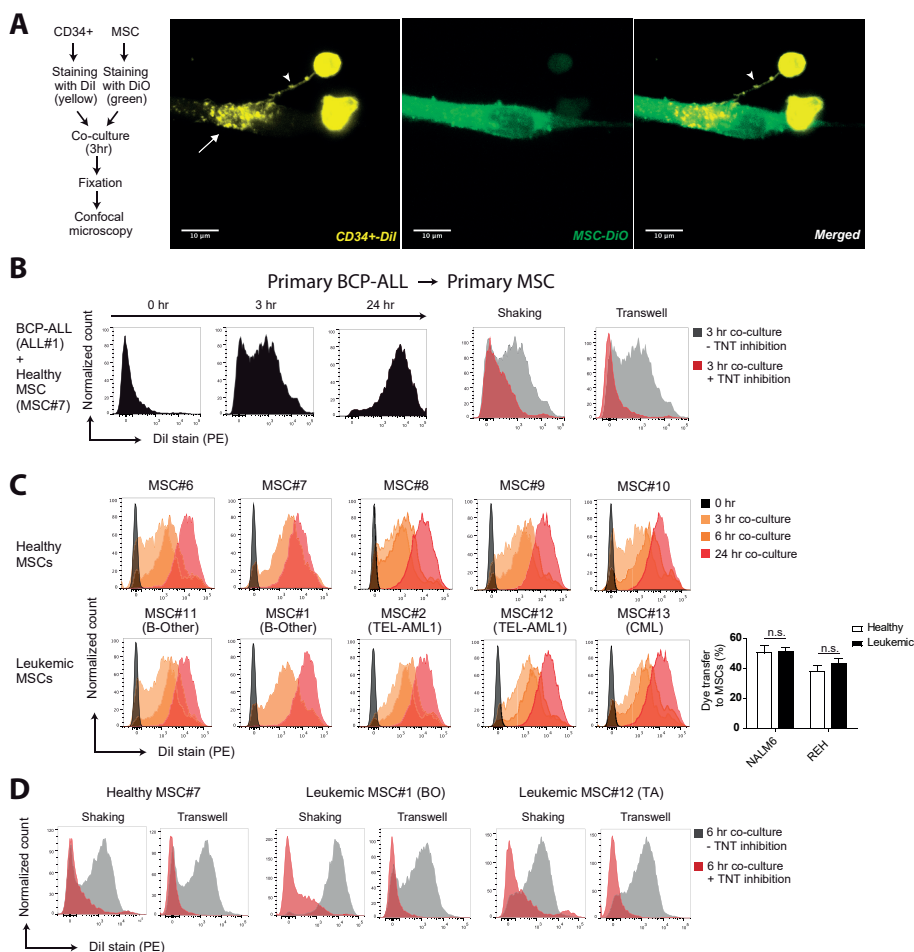 A
CD34+ MSC
Staining Staining
with DiI with DiO
(yellow) (green)
Co-culture
(3hr)
Fixation
Confocal
microscopy
10 µm
CD34+-DiI
10 µm
MSC-DiO
10 µm
Merged
B
Primary BCP-ALL → Primary MSC
0 hr 3 hr 24 hr
Shaking Transwell
BCP-ALL
(ALL#1)
+
Healthy
MSC
(MSC#7)
Normalized count
DiI stain (PE)
3 hr co-culture
- TNT inhibition
3 hr co-culture
+ TNT inhibition
C
MSC#6 MSC#7 MSC#8 MSC#9 MSC#10
Healthy
MSCs
0 hr
3 hr co-culture
6 hr co-culture
24 hr co-culture
MSC#11 MSC#1 MSC#2 MSC#12 MSC#13
(B-Other) (B-Other) (TEL-AML1) (TEL-AML1) (CML)
Leukemic
MSCs
Normalized count
DiI stain (PE)
Healthy
Leukemic
Dye transfer
to MSCs (%)
60
40
20
0
n.s.
n.s.
NALM6
REH
D
Healthy MSC#7 Leukemic MSC#1 (BO) Leukemic MSC#12 (TA)
Shaking Transwell Shaking Transwell Shaking Transwell
Normalized count
DiI stain (PE)
6 hr co-culture
- TNT inhibition
6 hr co-culture
+ TNT inhibition